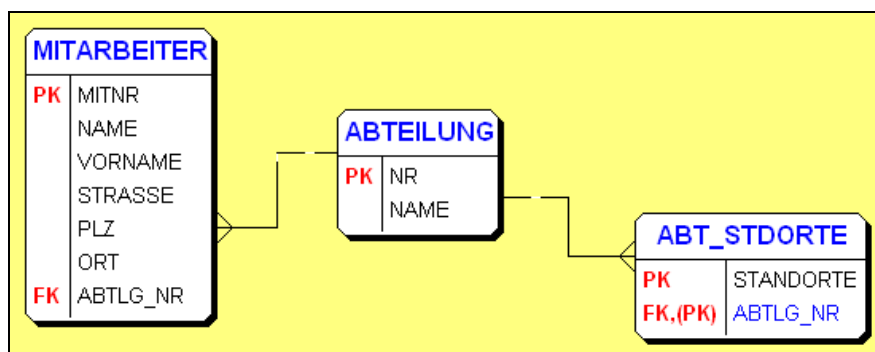 MITARBEITER
PK MITNR
NAME
VORNAME
STRASSE
PLZ
ORT
FK ABTLG_NR
ABTEILUNG
PK NR
NAME
ABT_STDORTE
PK STANDORTE
FK,(PK) ABTLG_NR